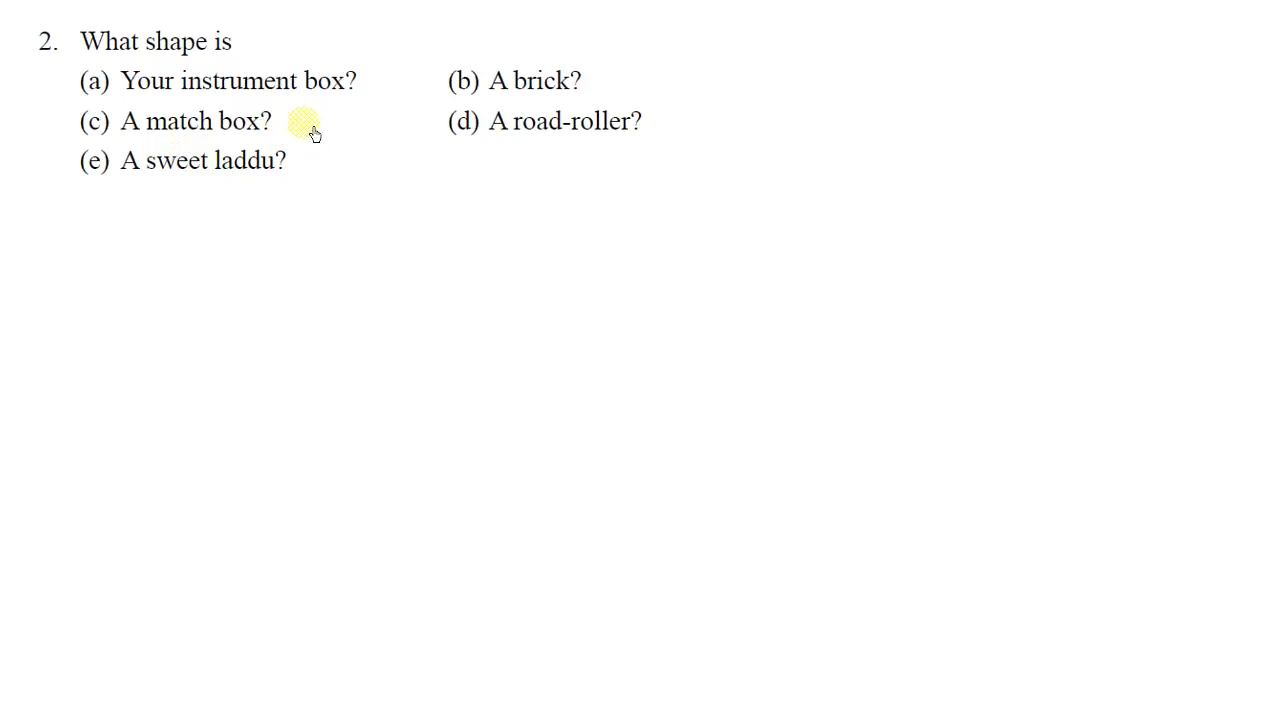 2. What shape is
(a) Your instrument box? (b) A brick?
(c) A match box? (d) A road-roller?
(e) A sweet laddu?